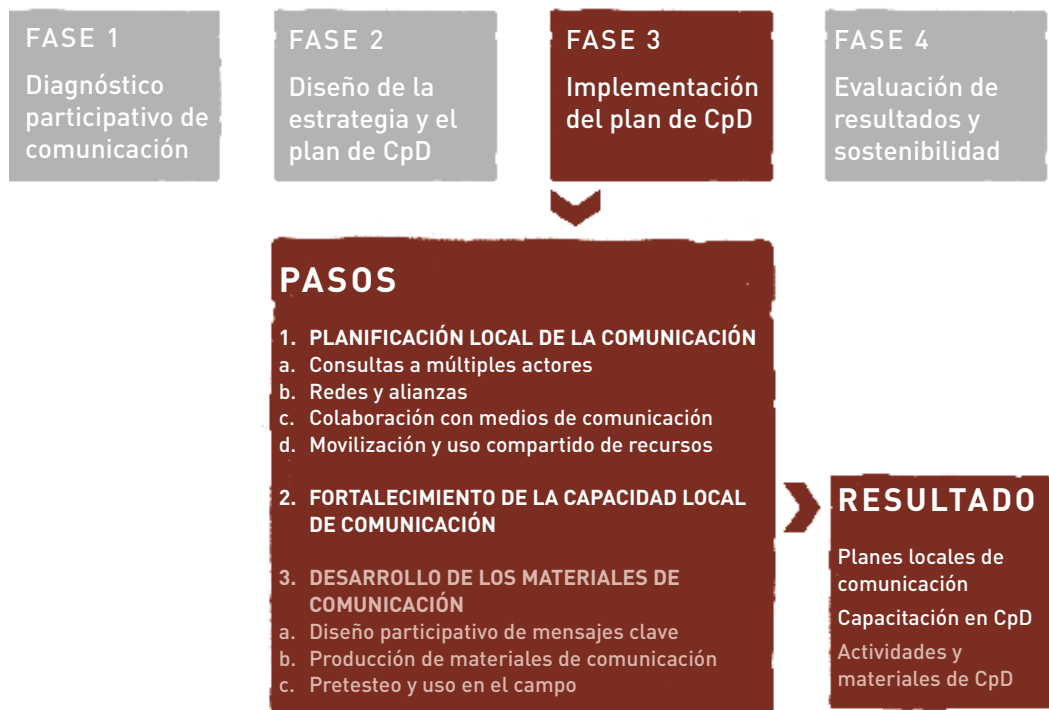 FASE 1
Diagnóstico
participativo de
comunicación
FASE 2
Diseño de la
estrategia y el
plan de CpD
FASE 3
Implementación
del plan de CpD
FASE 4
Evaluación de
resultados y
sostenibilidad
PASOS
1. PLANIFICACIÓN LOCAL DE LA COMUNICACIÓN
a. Consultas a múltiples actores
b. Redes y alianzas
c. Colaboración con medios de comunicación
d. Movilización y uso compartido de recursos
2. FORTALECIMIENTO DE LA CAPACIDAD LOCAL
DE COMUNICACIÓN
3. DESARROLLO DE LOS MATERIALES DE
COMUNICACIÓN
a. Diseño participativo de mensajes clave
b. Producción de materiales de comunicación
c. Pretesteo y uso en el campo
RESULTADO
Planes locales de
comunicación
Capacitación en CpD
Actividades y
materiales de CpD